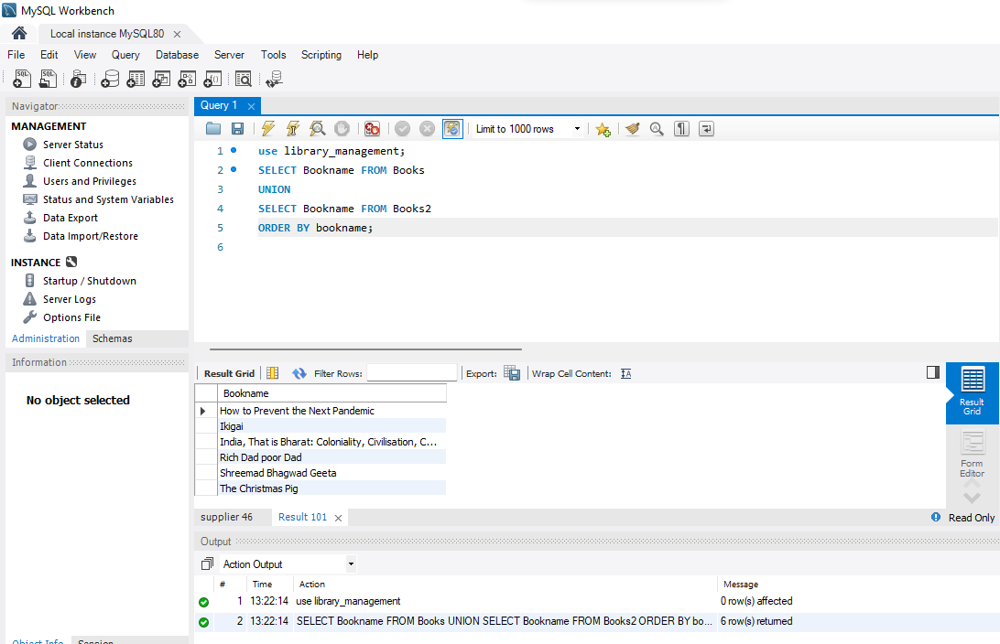 MySQL Workbench
Local instance MySQL80
File Edit View Query Database Server Tools Scripting Help
Navigator
MANAGEMENT
Server Status
Client Connections
Users and Privileges
Status and System Variables
Data Export
Data Import/Restore
INSTANCE
Startup / Shutdown
Server Logs
Options File
Administration Schemas
Information
No object selected
Object Info Session
Query 1
Limit to 1000 rows
1 use library_management;
2 SELECT Bookname FROM Books
3 UNION
4 SELECT Bookname FROM Books2
5 ORDER BY bookname;
6
Result Grid Filter Rows: Export: Wrap Cell Content:
Bookname
How to Prevent the Next Pandemic
Ikigai
India, That is Bharat: Coloniality, Civilisation, C...
Rich Dad poor Dad
Shreemad Bhagwad Geeta
The Christmas Pig
Result
Grid
Form
Editor
supplier 46 Result 101 Read Only
Output
Action Output
# Time Action Message
1 13:22:14 use library_management 0 row(s) affected
2 13:22:14 SELECT Bookname FROM Books UNION SELECT Bookname FROM Books2 ORDER BY bo... 6 row(s) returned